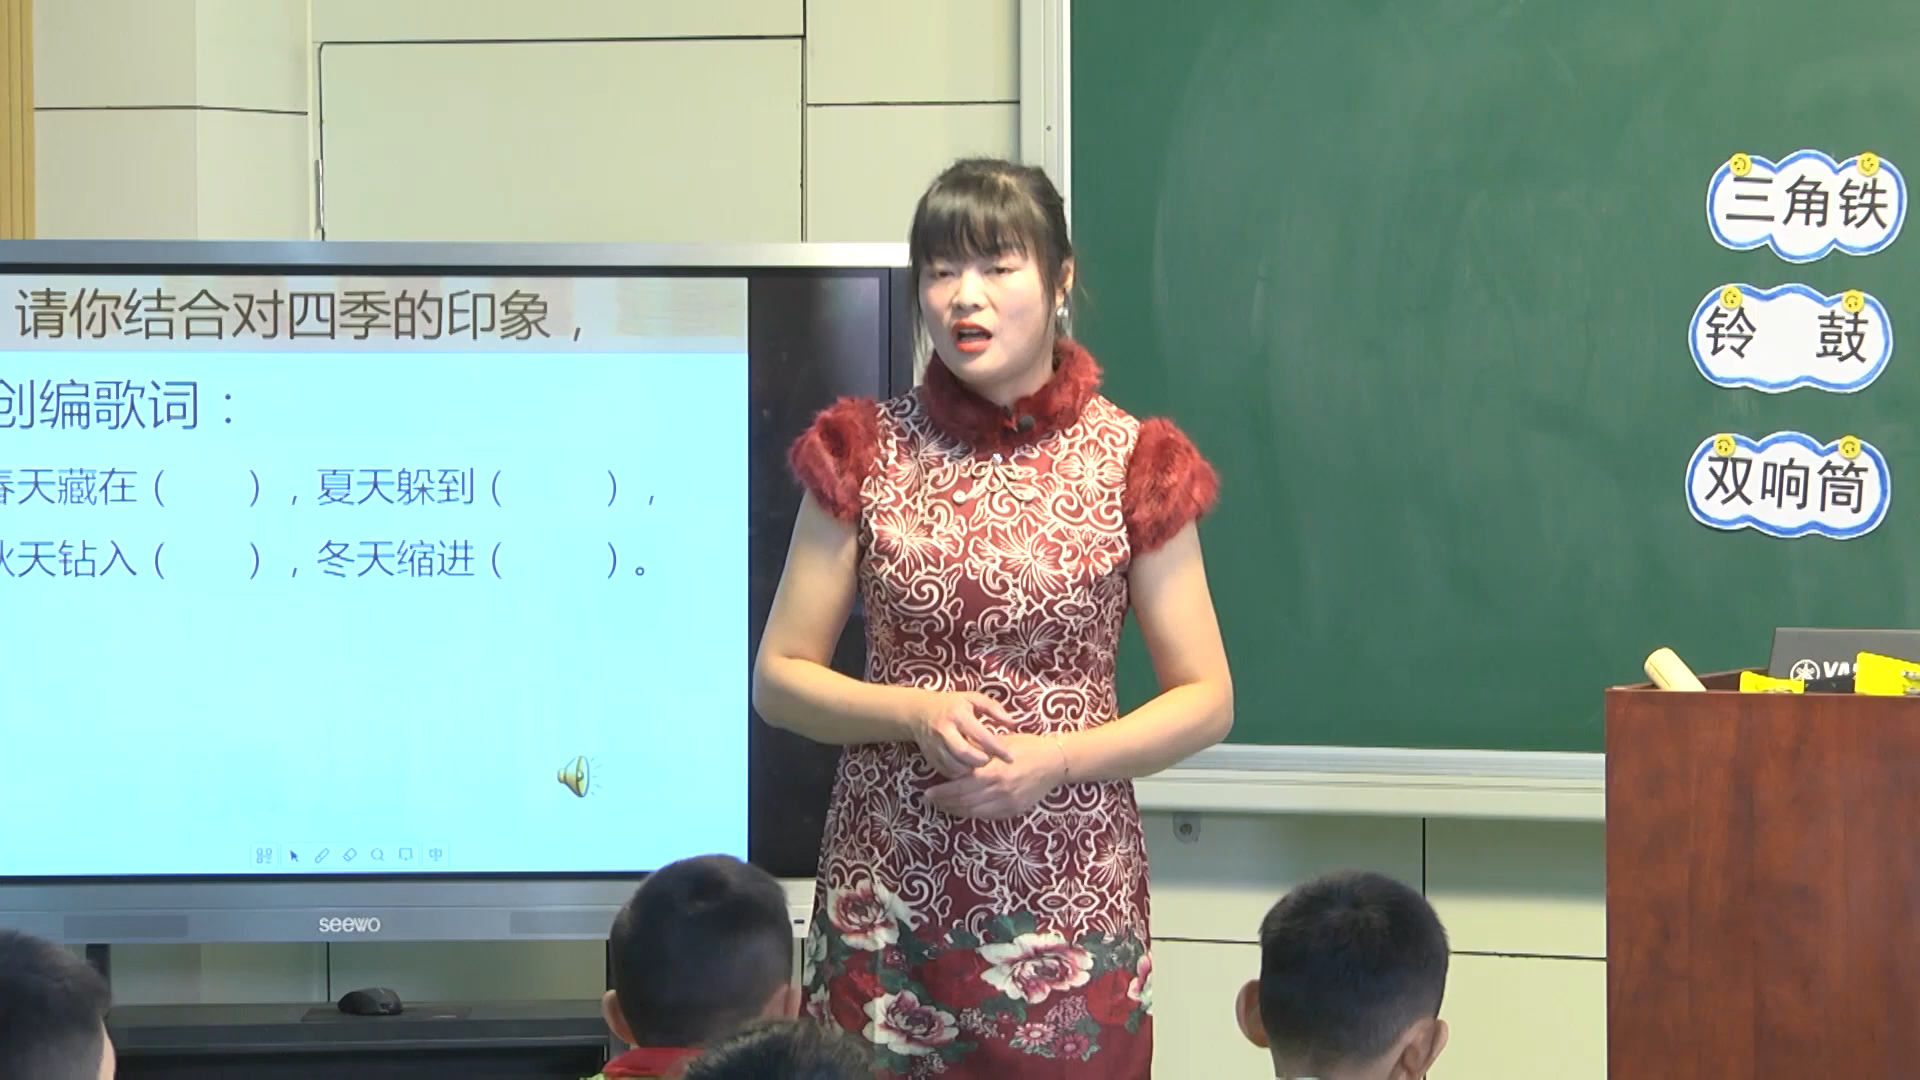 请你结合对四季的印象，
创编歌词：
春天藏在（　　），夏天躲到（　　），
秋天钻入（　　），冬天缩进（　　）。
seewo
三角铁
铃 鼓
双响筒